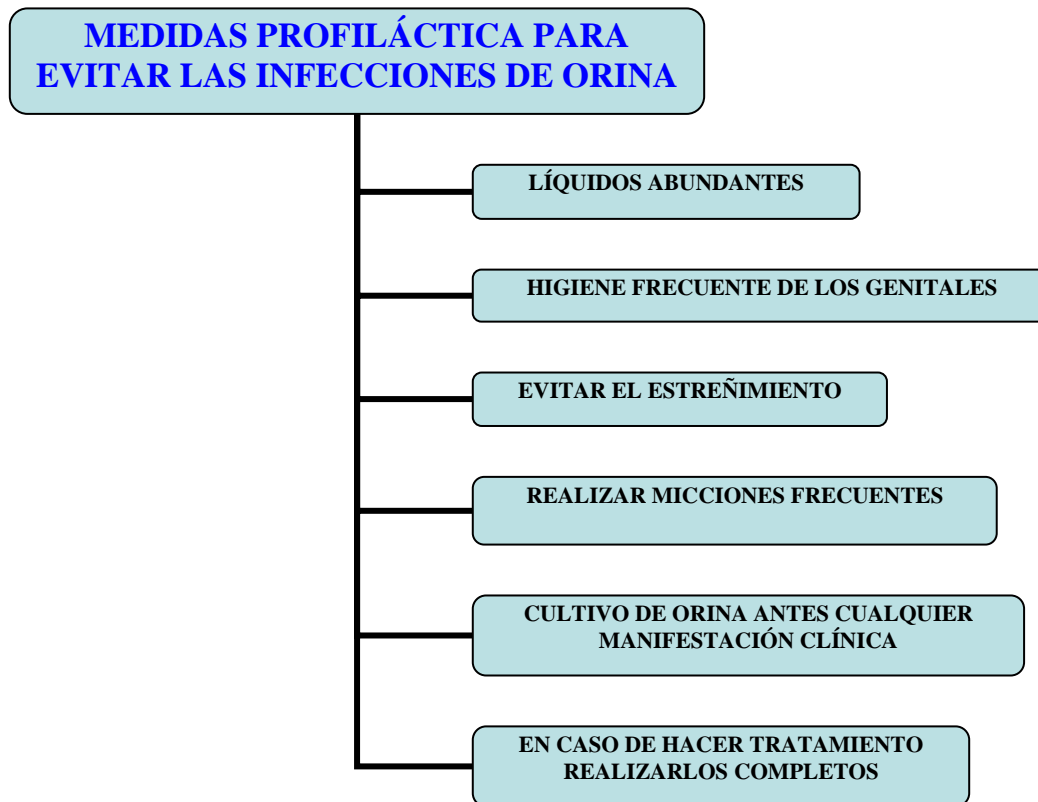 MEDIDAS PROFILÁCTICA PARA
EVITAR LAS INFECCIONES DE ORINA
LÍQUIDOS ABUNDANTES
HIGIENE FRECUENTE DE LOS GENITALES
EVITAR EL ESTREÑIMIENTO
REALIZAR MICCIONES FRECUENTES
CULTIVO DE ORINA ANTES CUALQUIER
MANIFESTACIÓN CLÍNICA
EN CASO DE HACER TRATAMIENTO
REALIZARLOS COMPLETOS